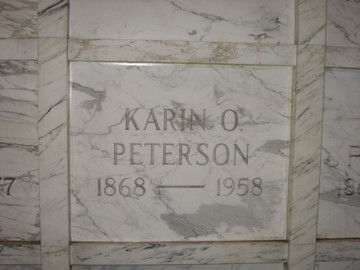 KARIN O.
PETERSON
1868 — 1958